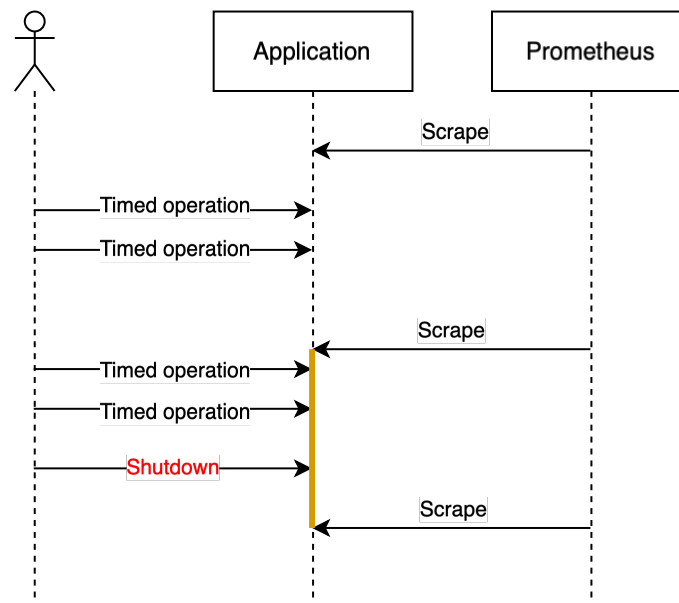 Application
Prometheus
Scrape
Timed operation
Timed operation
Scrape
Timed operation
Timed operation
Shutdown
Scrape